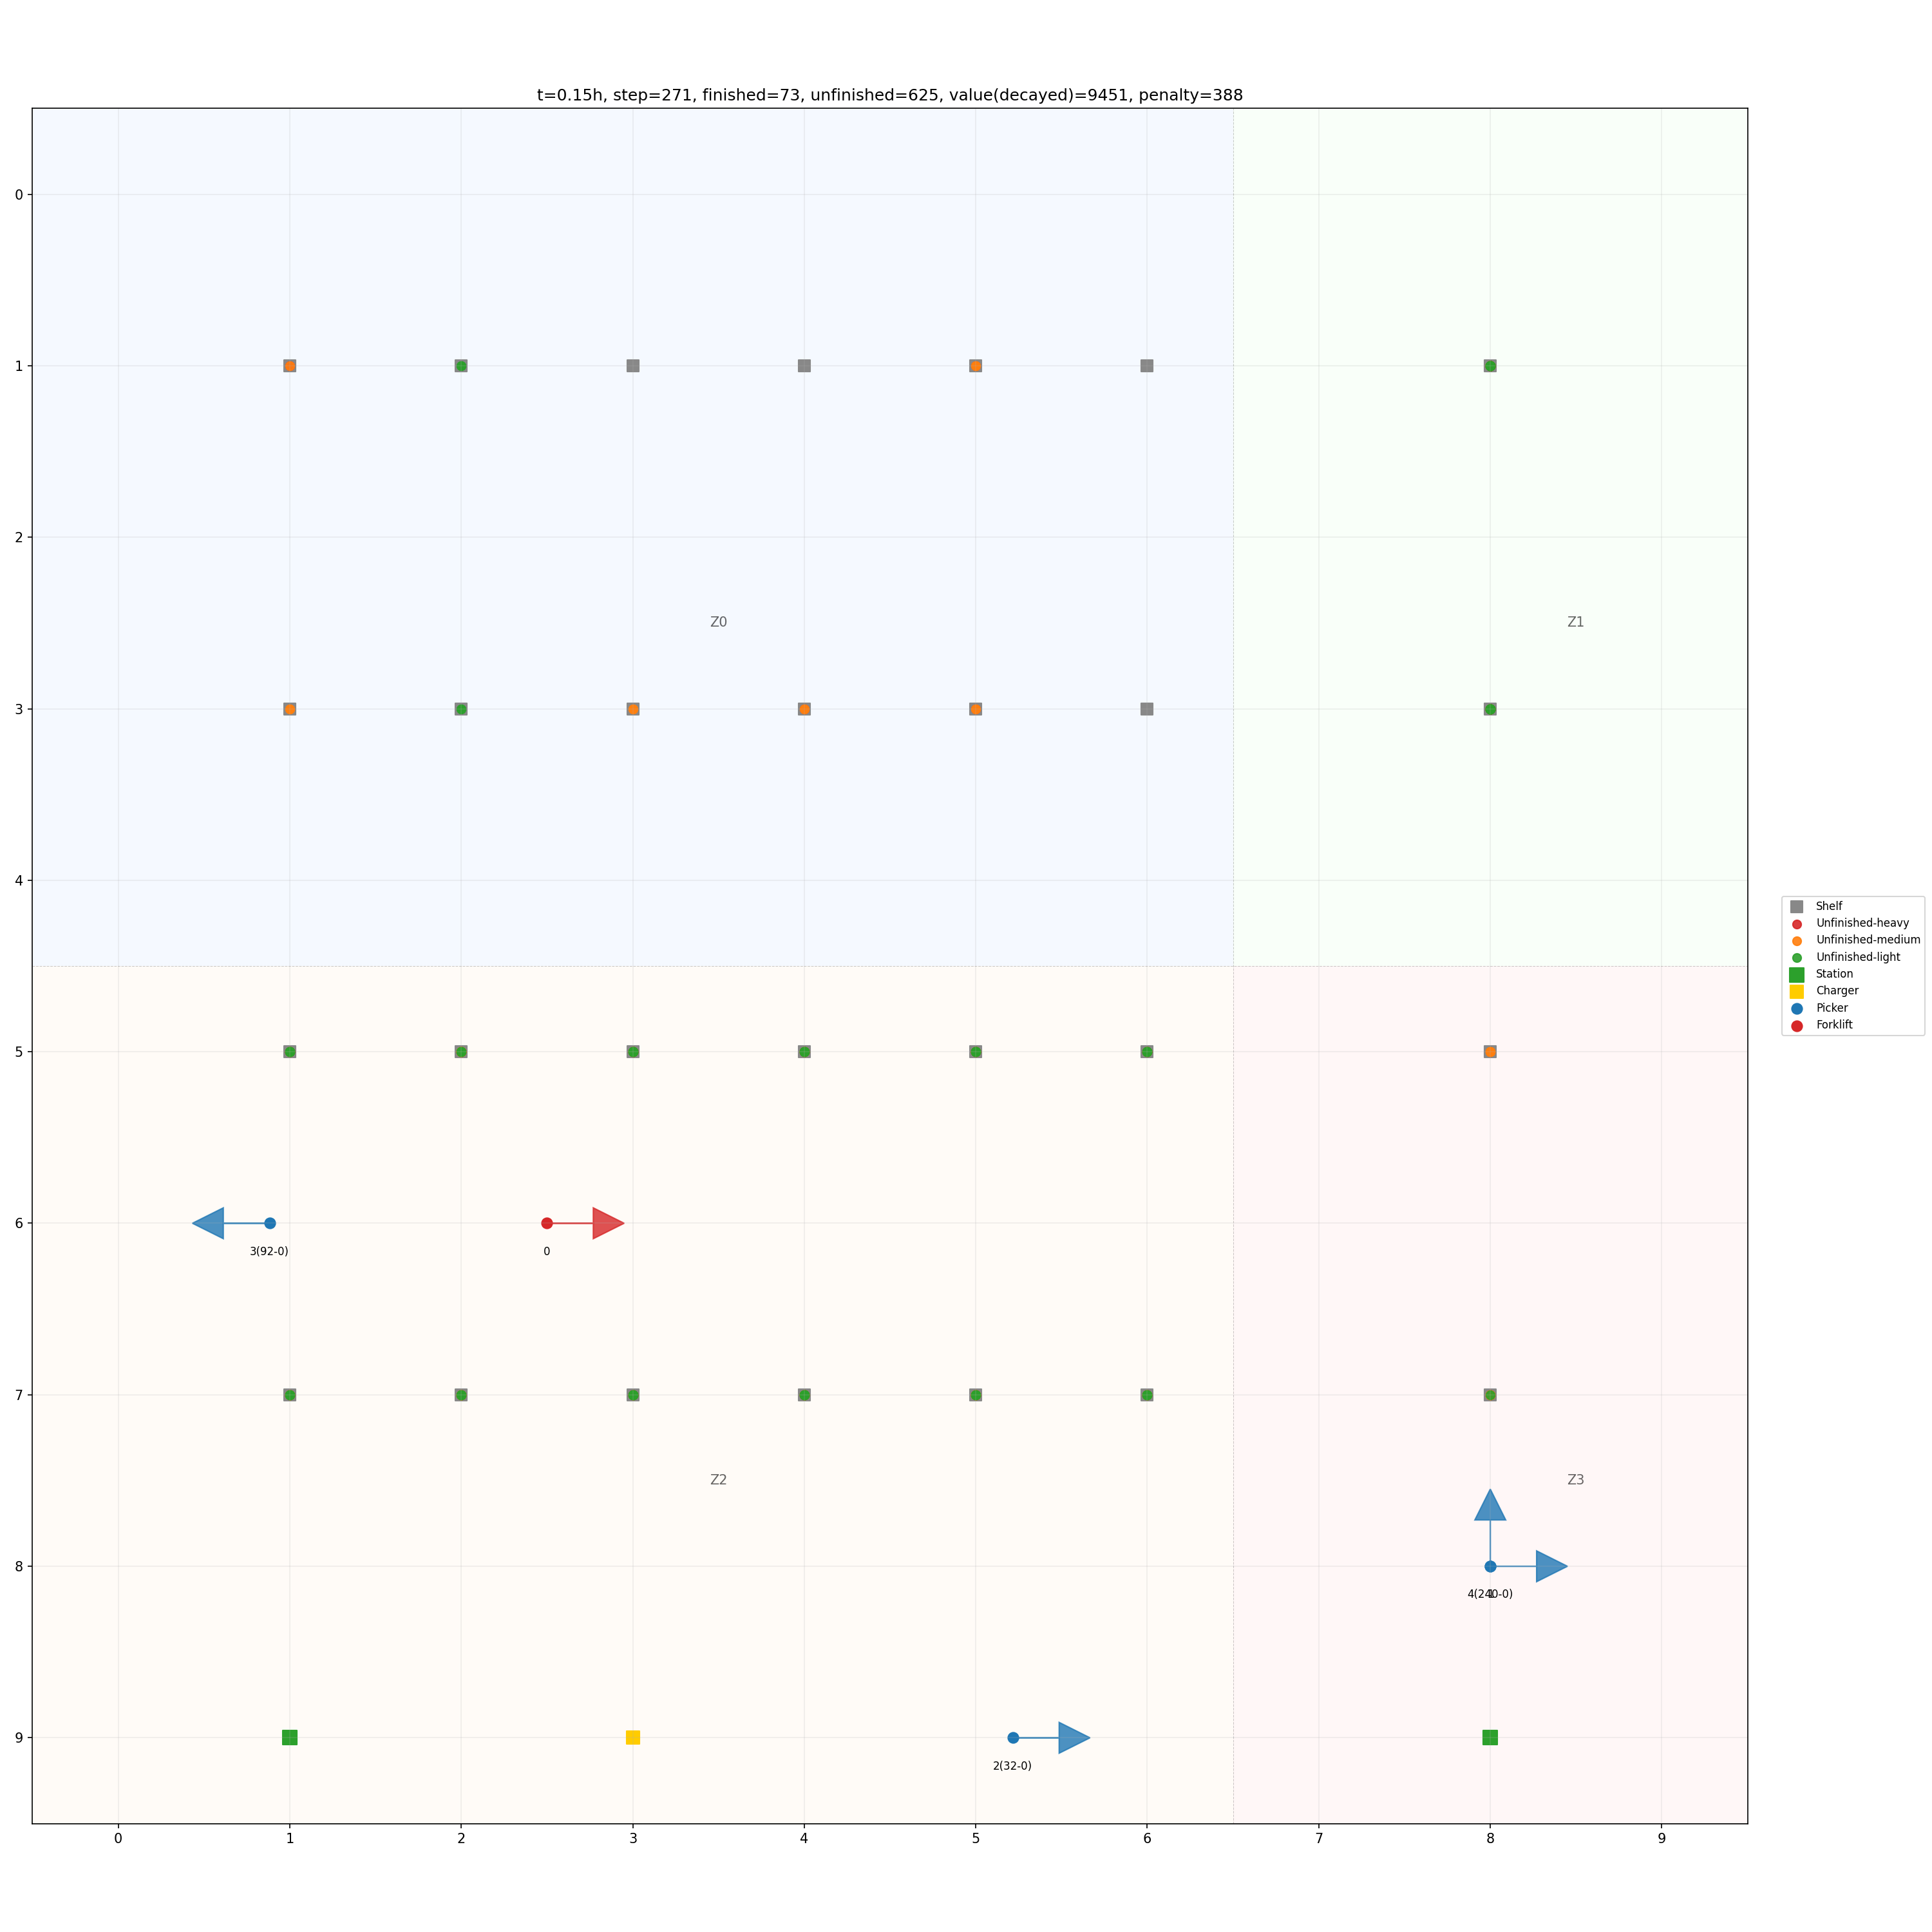 t=0.15h, step=271, finished=73, unfinished=625, value(decayed)=9451, penalty=388
0
1
2
Z0
Z1
3
4
Shelf
Unfinished-heavy
Unfinished-medium
Unfinished-light
Station
Charger
Picker
Forklift
5
6
3(92-0)
0
7
Z2
Z3
8
9
2(32-0)
0
1
2
3
4
5
6
7
8
9